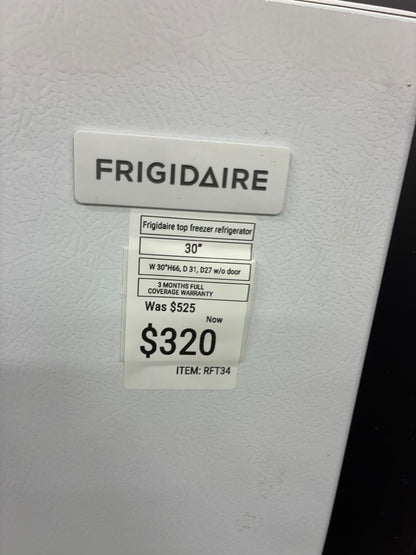 FRIGIDAIRE
Frigidaire top freezer refrigerator
30"
W 30"H66, D 31, D27 w/o door
3 MONTHS FULL
COVERAGE WARRANTY
Was $525
Now
$320
ITEM: RFT34